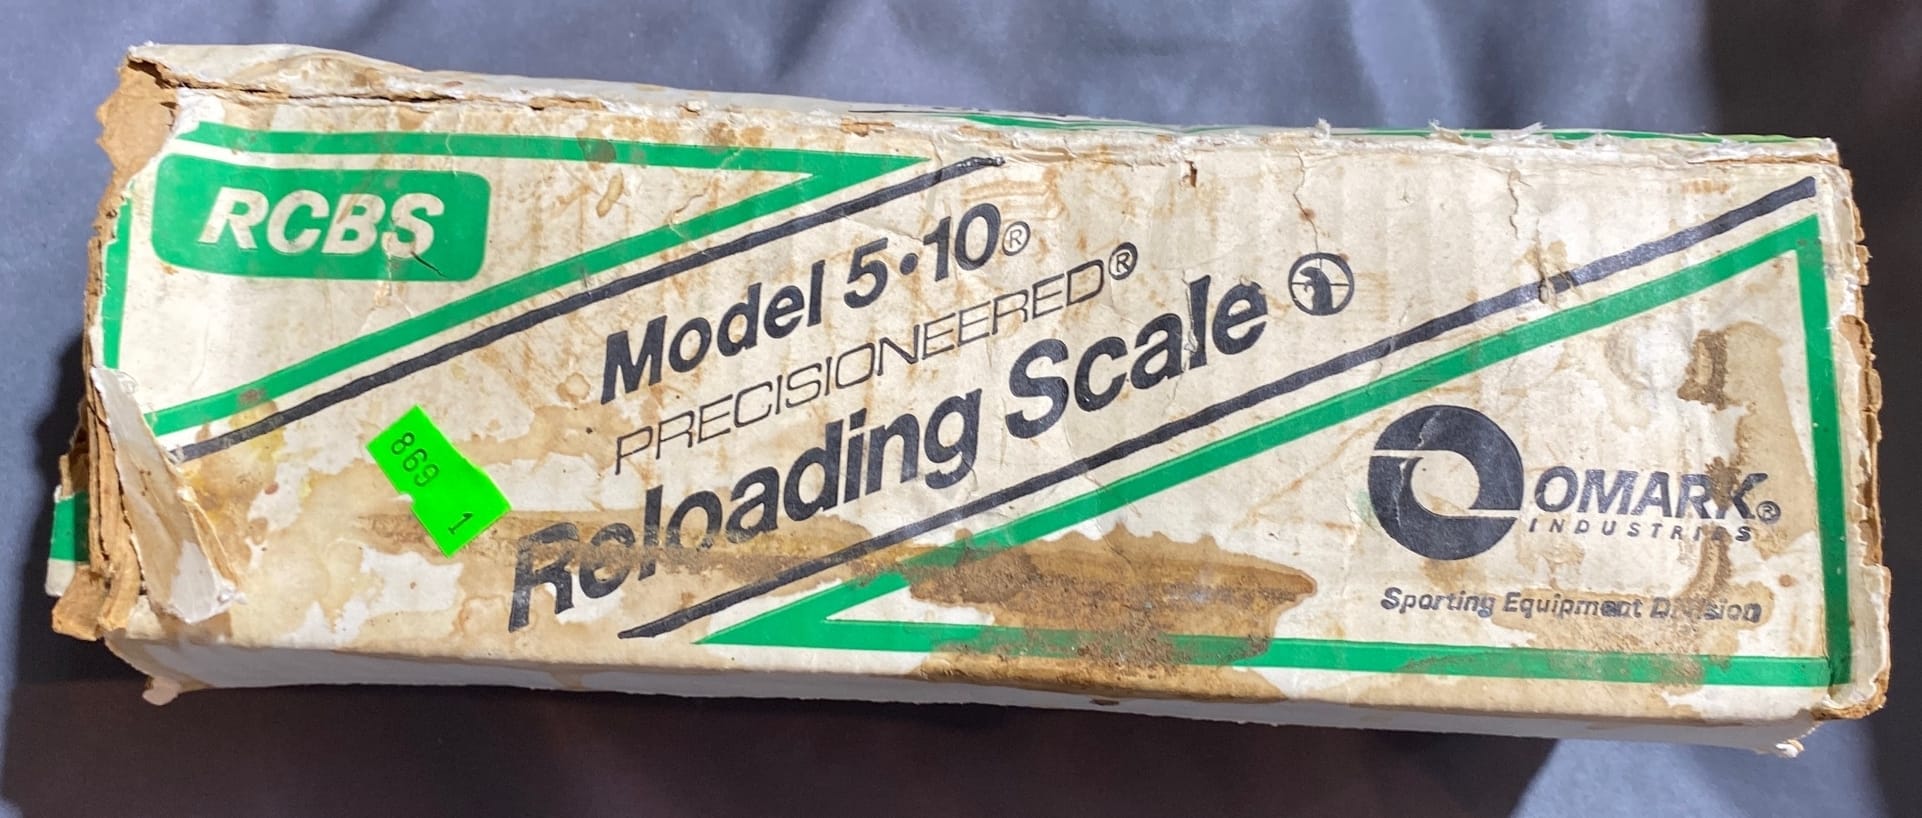 RCBS
Model 5•10®
PRECISIONEERED®
Reloading Scale
869
1
OMARK®
INDUSTRIES
Sporting Equipment Division